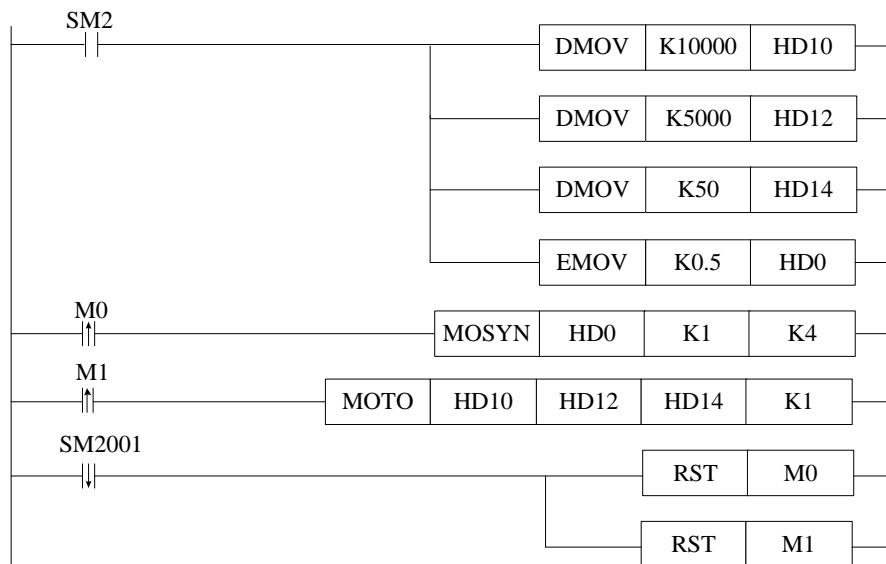 SM2
DMOV K10000 HD10
DMOV K5000 HD12
DMOV K50 HD14
EMOV K0.5 HD0
M0
MOSYN HD0 K1 K4
M1
MOTO HD10 HD12 HD14 K1
SM2001
RST M0
RST M1